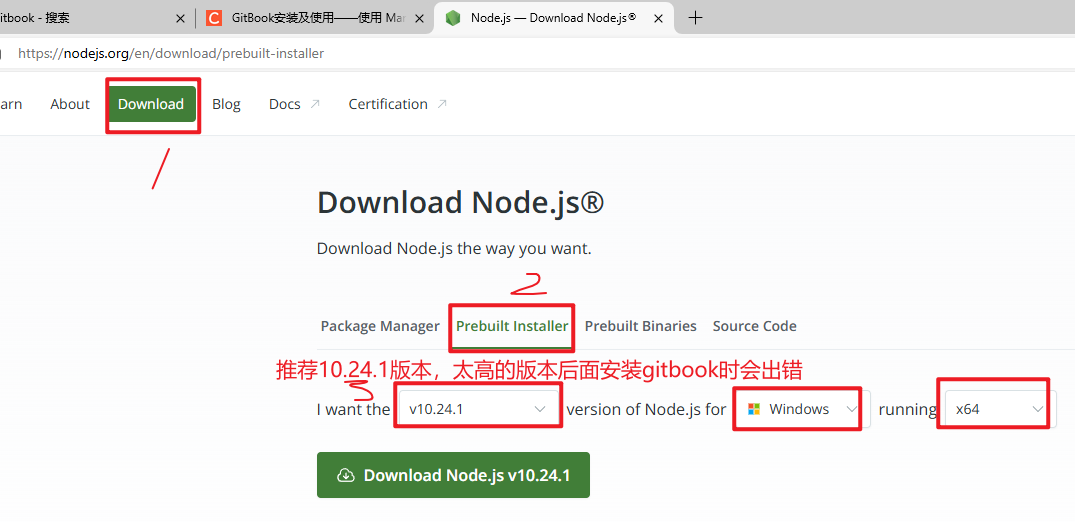 itbook - 搜索
GitBook安装及使用——使用 Mar
Node.js — Download Node.js®
https://nodejs.org/en/download/prebuilt-installer
arn About Download Blog Docs Certification
1
Download Node.js®
Download Node.js the way you want.
2
Package Manager Prebuilt Installer Prebuilt Binaries Source Code
推荐10.24.1版本，太高的版本后面安装gitbook时会出错
3
I want the v10.24.1 version of Node.js for Windows running x64
Download Node.js v10.24.1